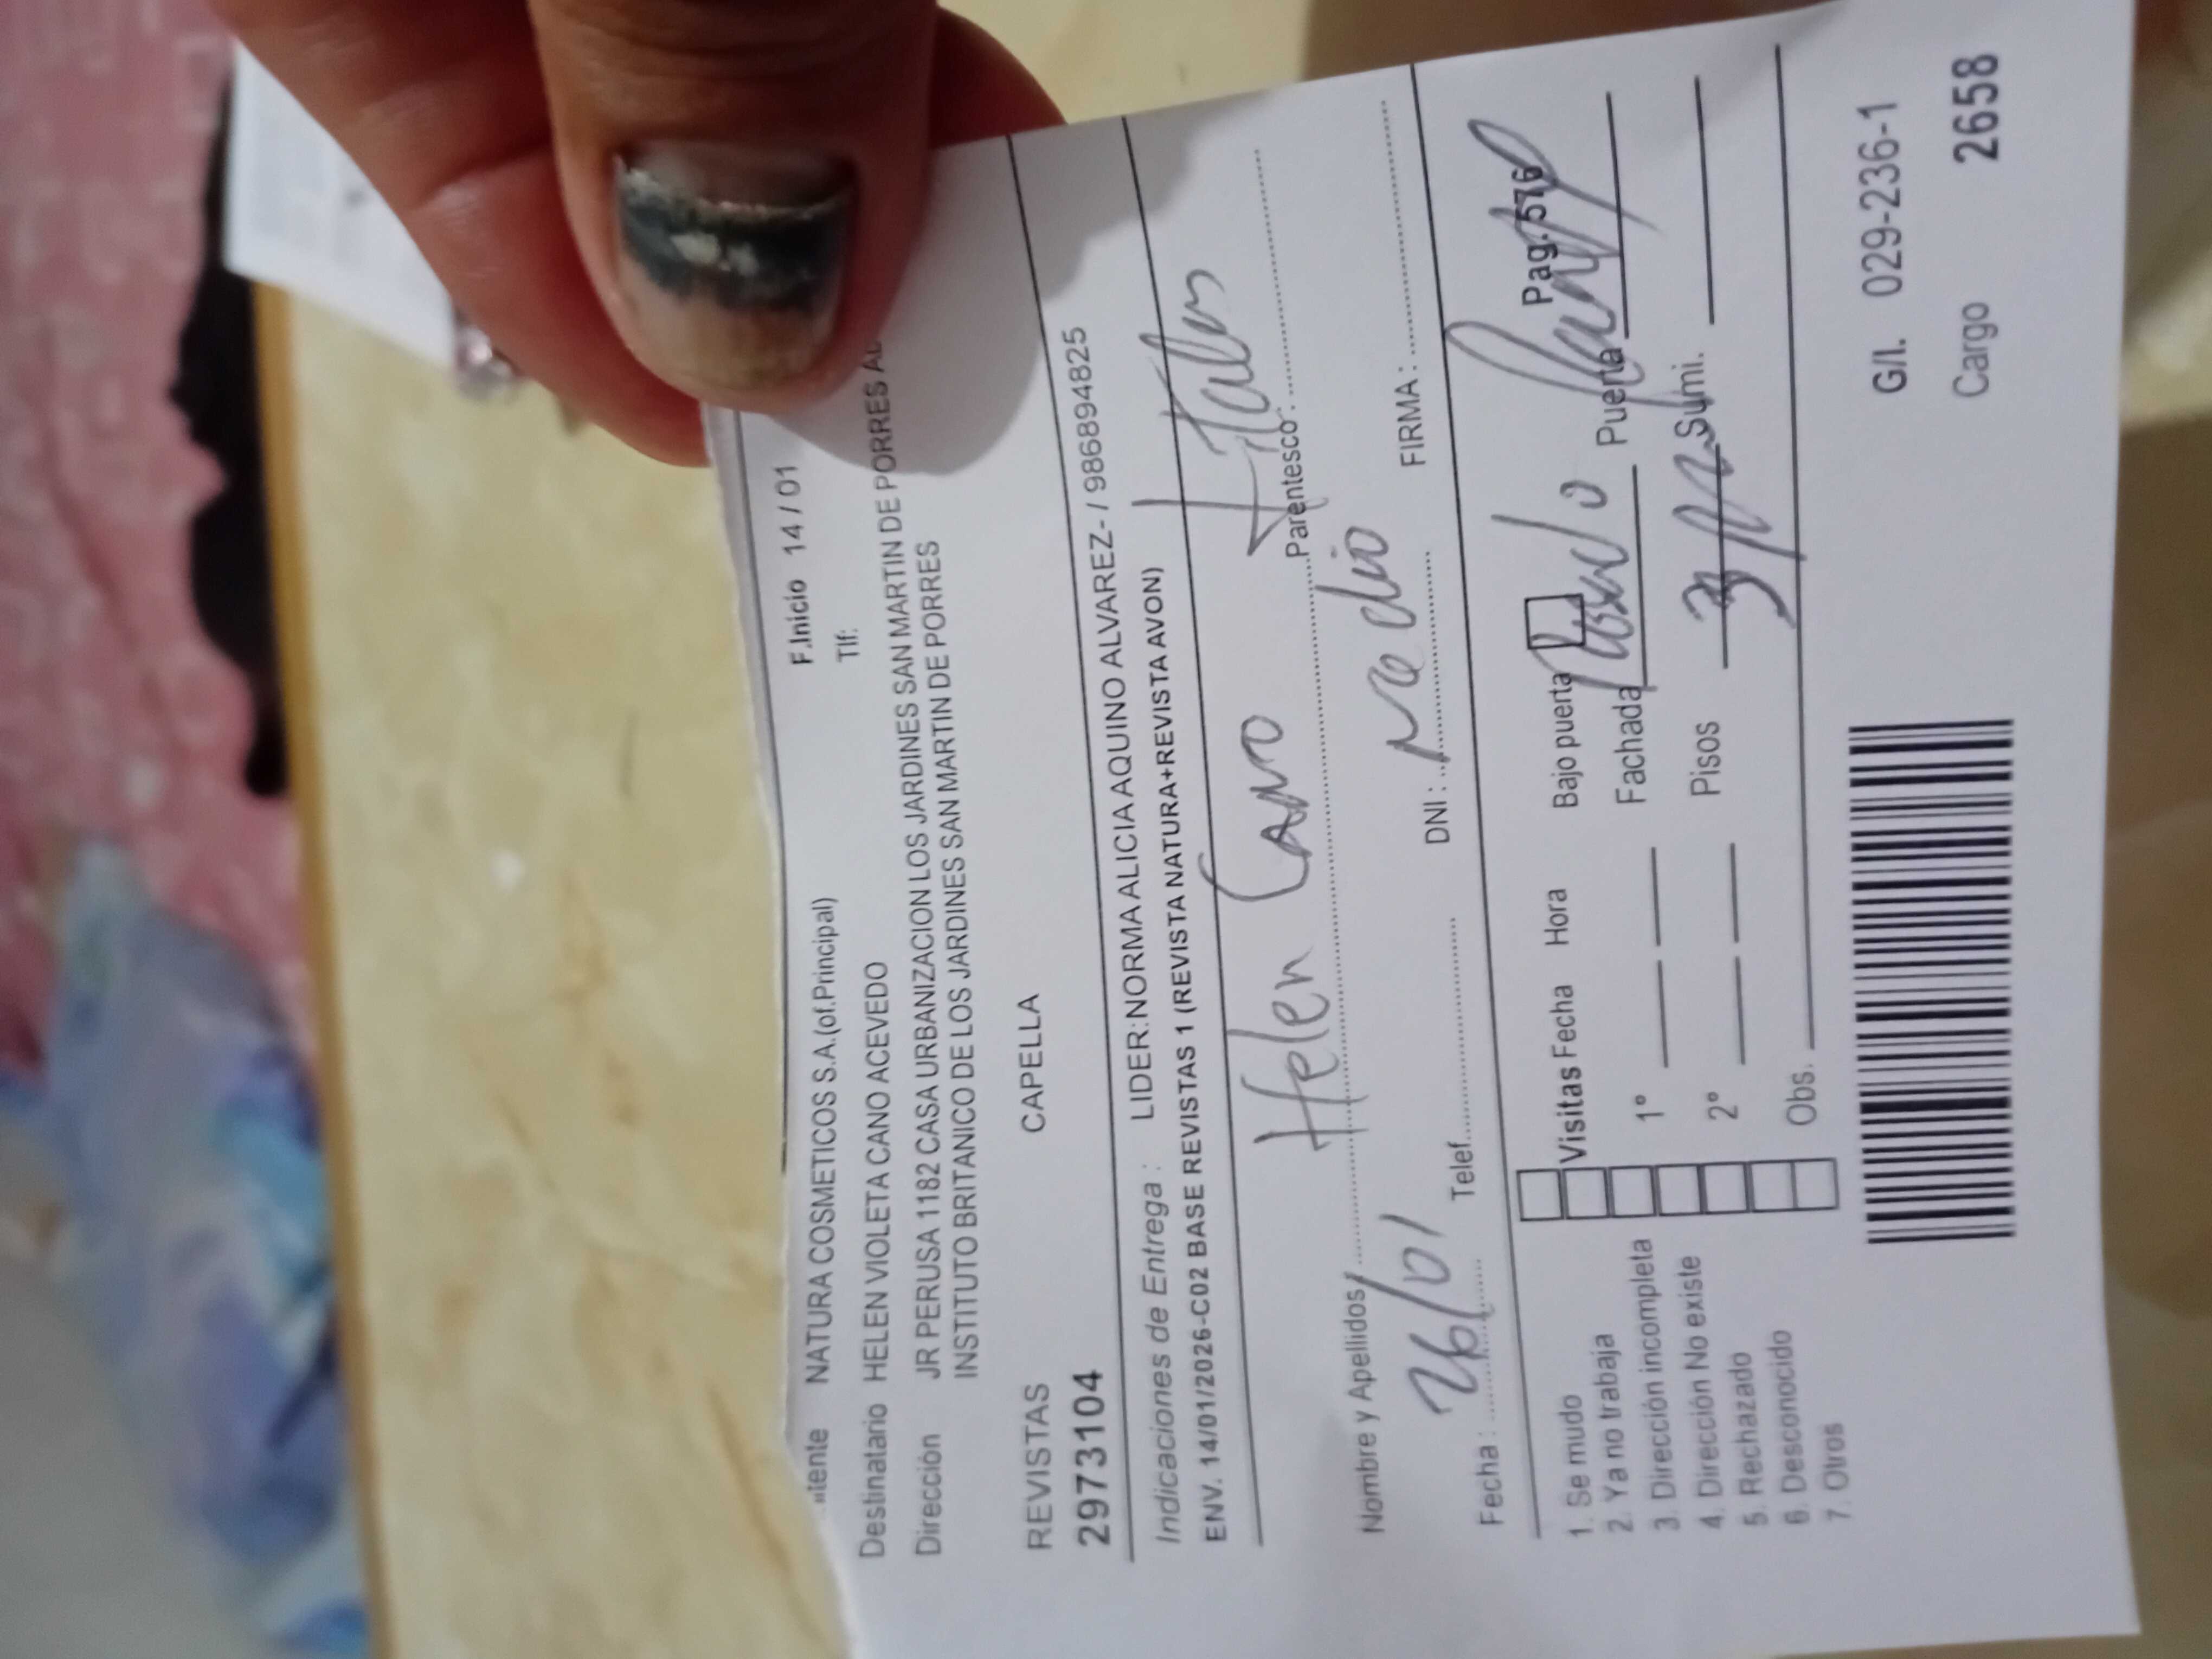 NATURA COSMETICOS S.A.(of.Principal) F.Inicio 14 / 01
Destinatario HELEN VIOLETA CANO ACEVEDO Tlf:
Dirección JR PERUSA 1182 CASA URBANIZACION LOS JARDINES SAN MARTIN DE PORRES
INSTITUTO BRITANICO DE LOS JARDINES SAN MARTIN DE PORRES
REVISTAS CAPELLA
2973104
Indicaciones de Entrega : LIDER:NORMA ALICIA AQUINO ALVAREZ- / 986894825
ENV. 14/01/2026-C02 BASE REVISTAS 1 (REVISTA NATURA+REVISTA AVON)
Helen Cano
Nombre y Apellidos Parentesco:
26/01
Fecha : Telef. DNI : FIRMA :
Pag. 576
1. Se mudo Visitas Fecha Hora Bajo puerta
2. Ya no trabaja 1° Fachada Puerta
3. Dirección incompleta
4. Dirección No existe 2° Pisos Sumi.
5. Rechazado
6. Desconocido Obs.
7. Otros
G/I. 029-236-1
Cargo 2658